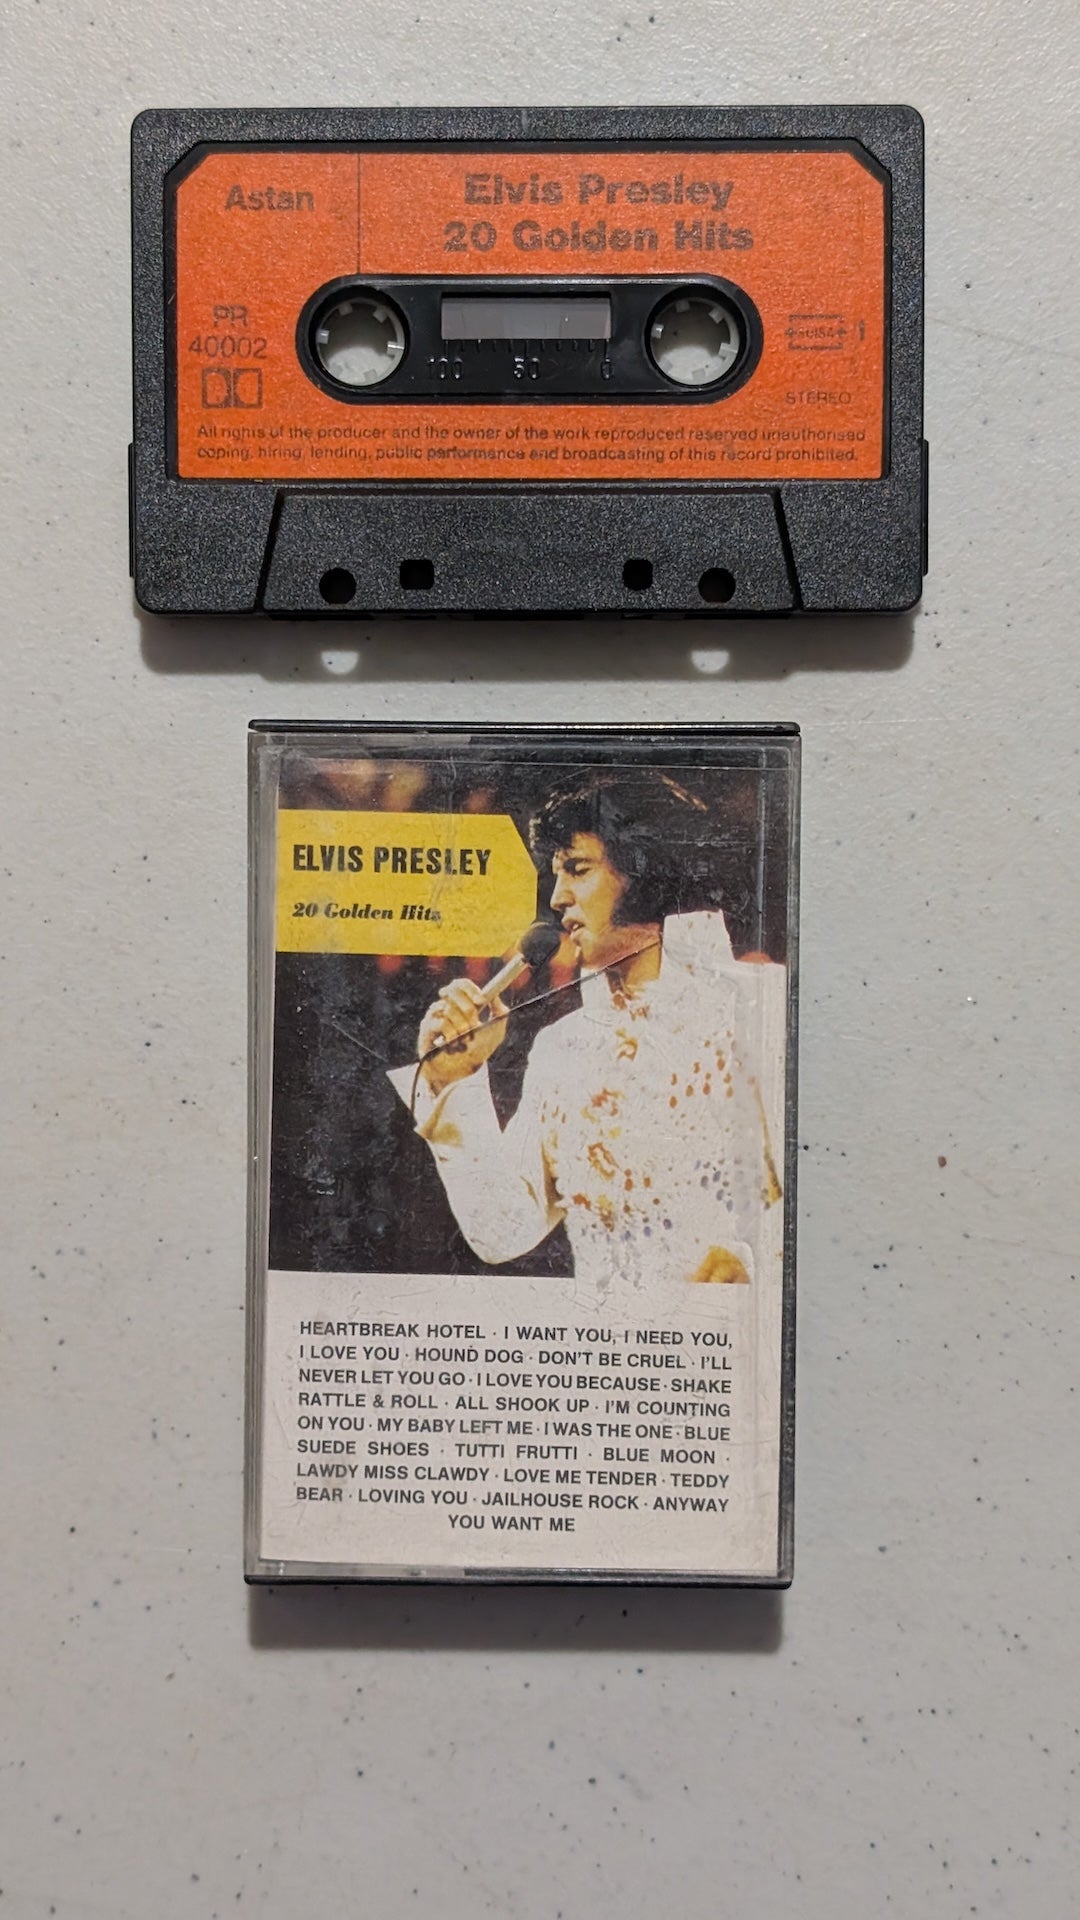 Astan
Elvis Presley
20 Golden Hits
PR
40002
SUISA 1
100 50 0
STEREO
All rights of the producer and the owner of the work reproduced reserved unauthorised
coping, hiring, lending, public performance and broadcasting of this record prohibited.
ELVIS PRESLEY
20 Golden Hits
HEARTBREAK HOTEL · I WANT YOU, I NEED YOU,
I LOVE YOU · HOUND DOG · DON'T BE CRUEL · I'LL
NEVER LET YOU GO · I LOVE YOU BECAUSE · SHAKE
RATTLE & ROLL · ALL SHOOK UP · I'M COUNTING
ON YOU · MY BABY LEFT ME · I WAS THE ONE · BLUE
SUEDE SHOES · TUTTI FRUTTI · BLUE MOON ·
LAWDY MISS CLAWDY · LOVE ME TENDER · TEDDY
BEAR · LOVING YOU · JAILHOUSE ROCK · ANYWAY
YOU WANT ME